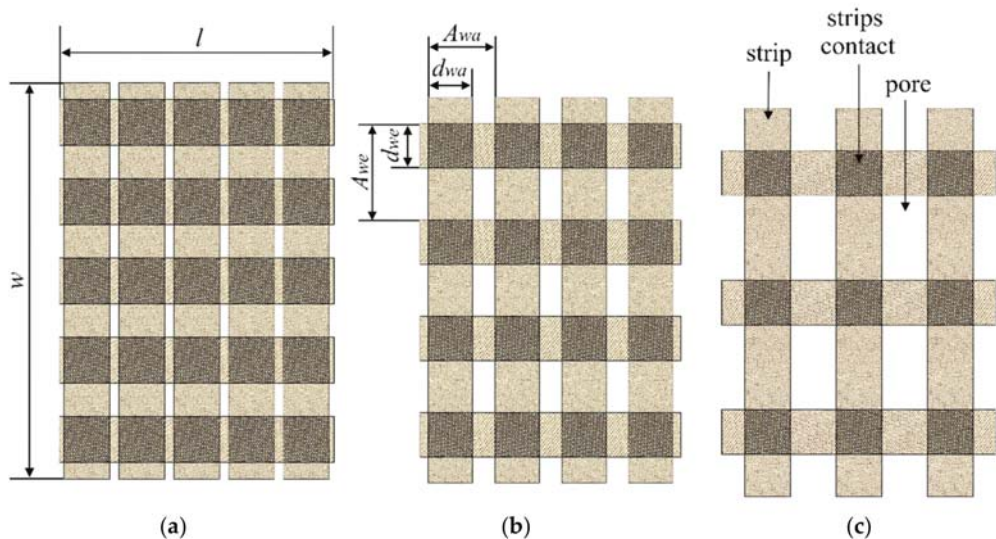 l
w
(a)
Awa
dwa
Awe
dwe
(b)
strips
contact
strip
pore
(c)